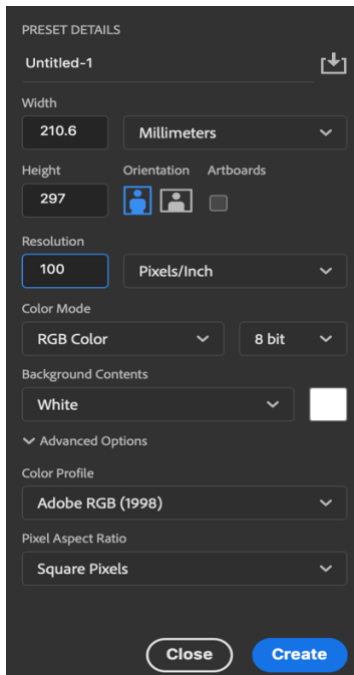 PRESET DETAILS
Untitled-1
Width
210.6 Millimeters
Height Orientation Artboards
297
Resolution
100 Pixels/Inch
Color Mode
RGB Color 8 bit
Background Contents
White
Advanced Options
Color Profile
Adobe RGB (1998)
Pixel Aspect Ratio
Square Pixels
Close Create